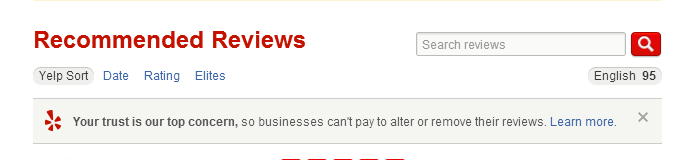 Recommended Reviews
Search reviews
Yelp Sort Date Rating Elites English 95
Your trust is our top concern, so businesses can't pay to alter or remove their reviews. Learn more.